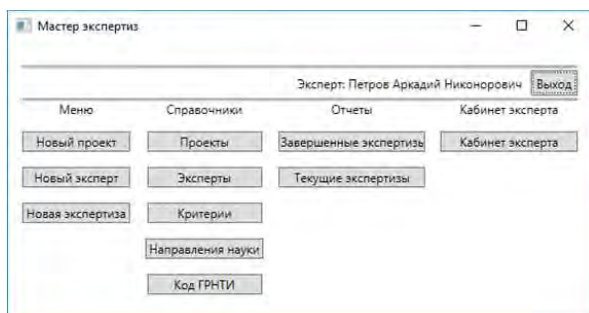 Мастер экспертиз
Эксперт: Петров Аркадий Никонорович Выход
Меню Справочники Отчеты Кабинет эксперта
Новый проект Проекты Завершенные экспертизы Кабинет эксперта
Новый эксперт Эксперты Текущие экспертизы
Новая экспертиза Критерии
Направления науки
Код ГРНТИ